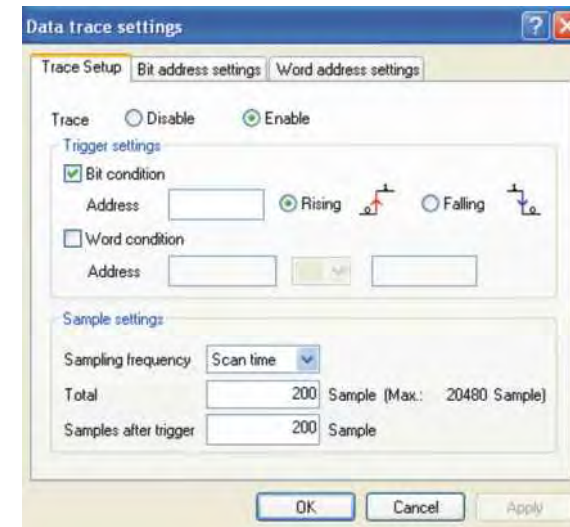 Data trace settings
Trace Setup Bit address settings Word address settings
Trace Disable Enable
Trigger settings
Bit condition
Address Rising Falling
Word condition
Address
Sample settings
Sampling frequency Scan time
Total 200 Sample (Max.: 20480 Sample)
Samples after trigger 200 Sample
OK Cancel Apply